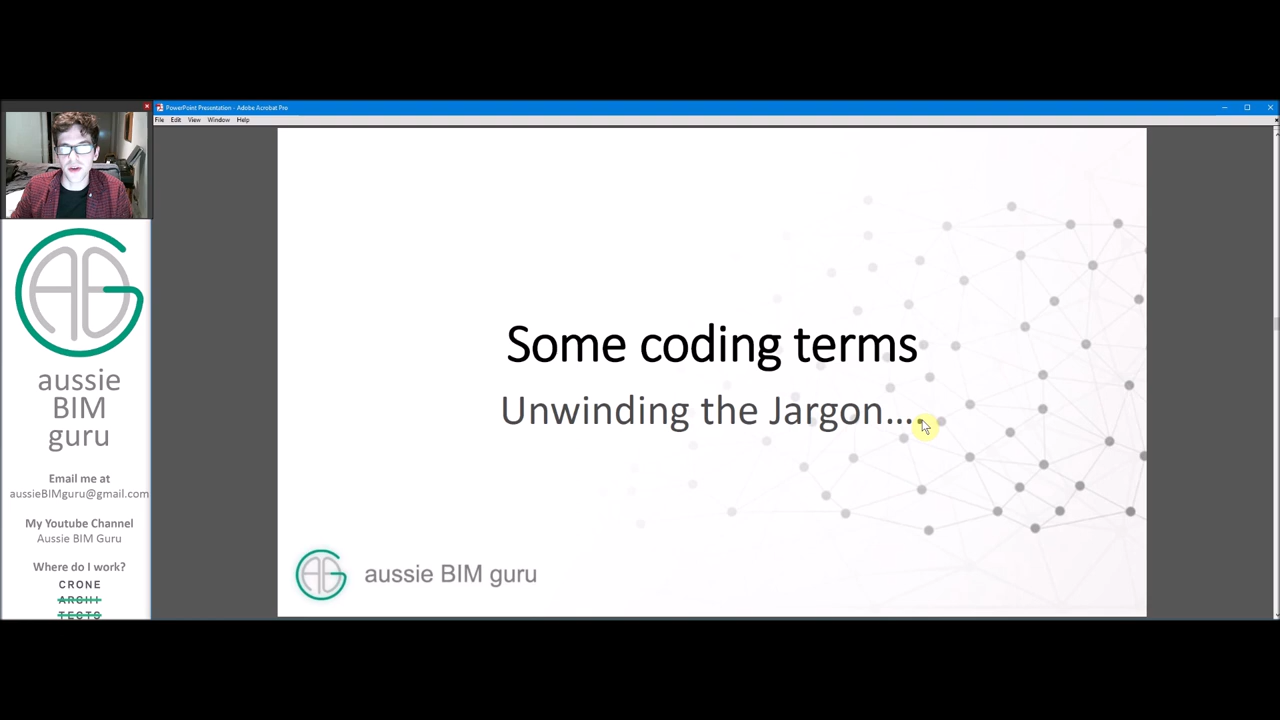 PowerPoint Presentation - Adobe Acrobat Pro
File Edit View Window Help
aussie
BIM
guru
Email me at
aussieBIMguru@gmail.com
My Youtube Channel
Aussie BIM Guru
Where do I work?
CRONE
ARCHI
TECTS
Some coding terms
Unwinding the Jargon....
aussie BIM guru